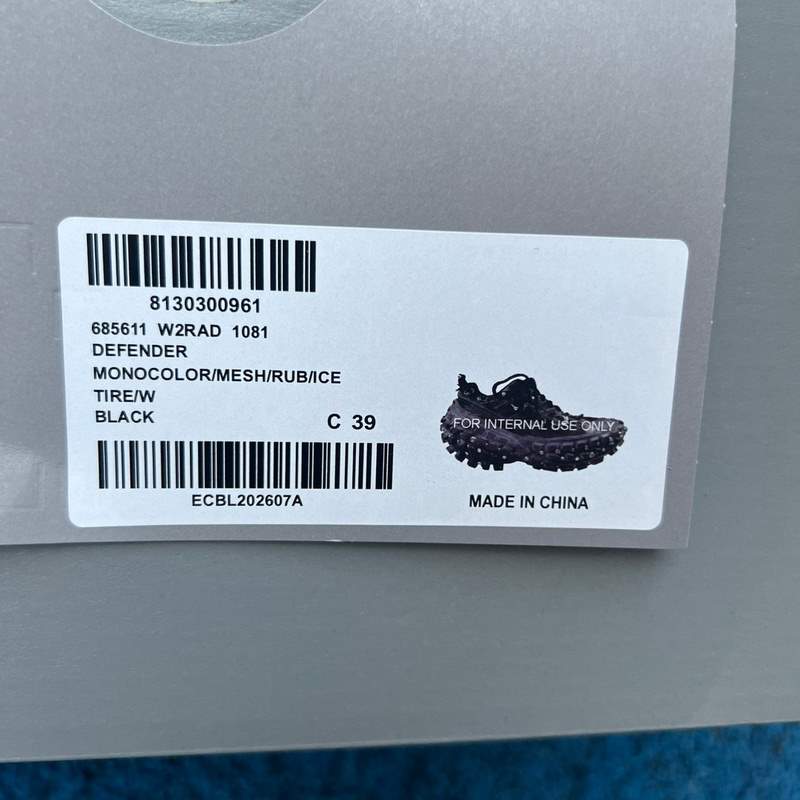 8130300961
685611 W2RAD 1081
DEFENDER
MONOCOLOR/MESH/RUB/ICE
TIRE/W
BLACK
C 39
ECBL202607A
FOR INTERNAL USE ONLY
MADE IN CHINA